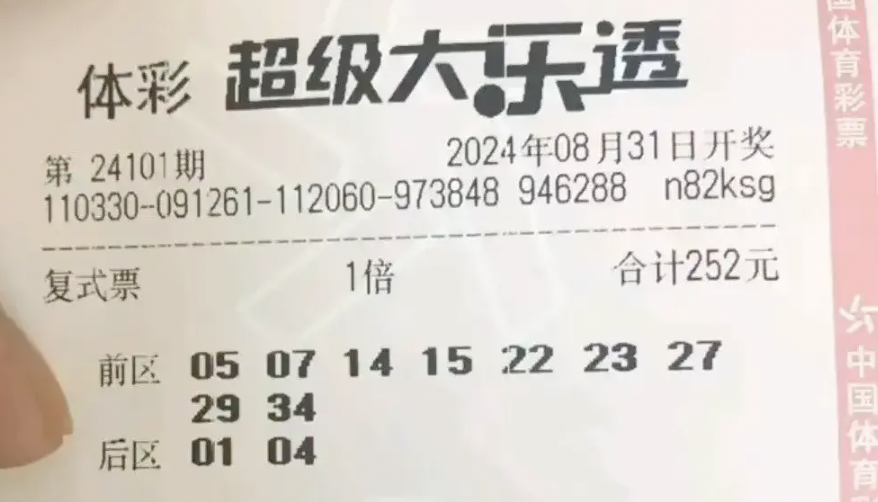 体彩 超级大乐透
第 24101期 2024年08月31日开奖
110330-091261-112060-973848 946288 n82ksg
复式票 1倍 合计252元
前区 05 07 14 15 22 23 27
29 34
后区 01 04
国体育彩票
中国体育